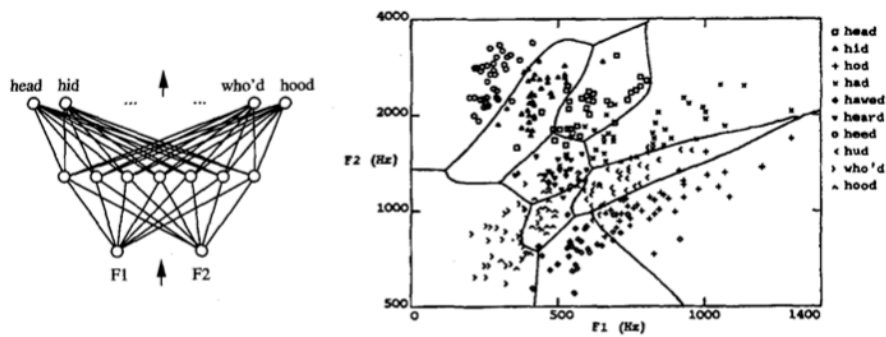 head hid ... ... who'd hood
F1 F2
4000
2000
F2 (Hz)
1000
500
0 500 1000 1400
F1 (Hz)
head
hid
hod
had
hawed
heard
heed
hud
who'd
hood